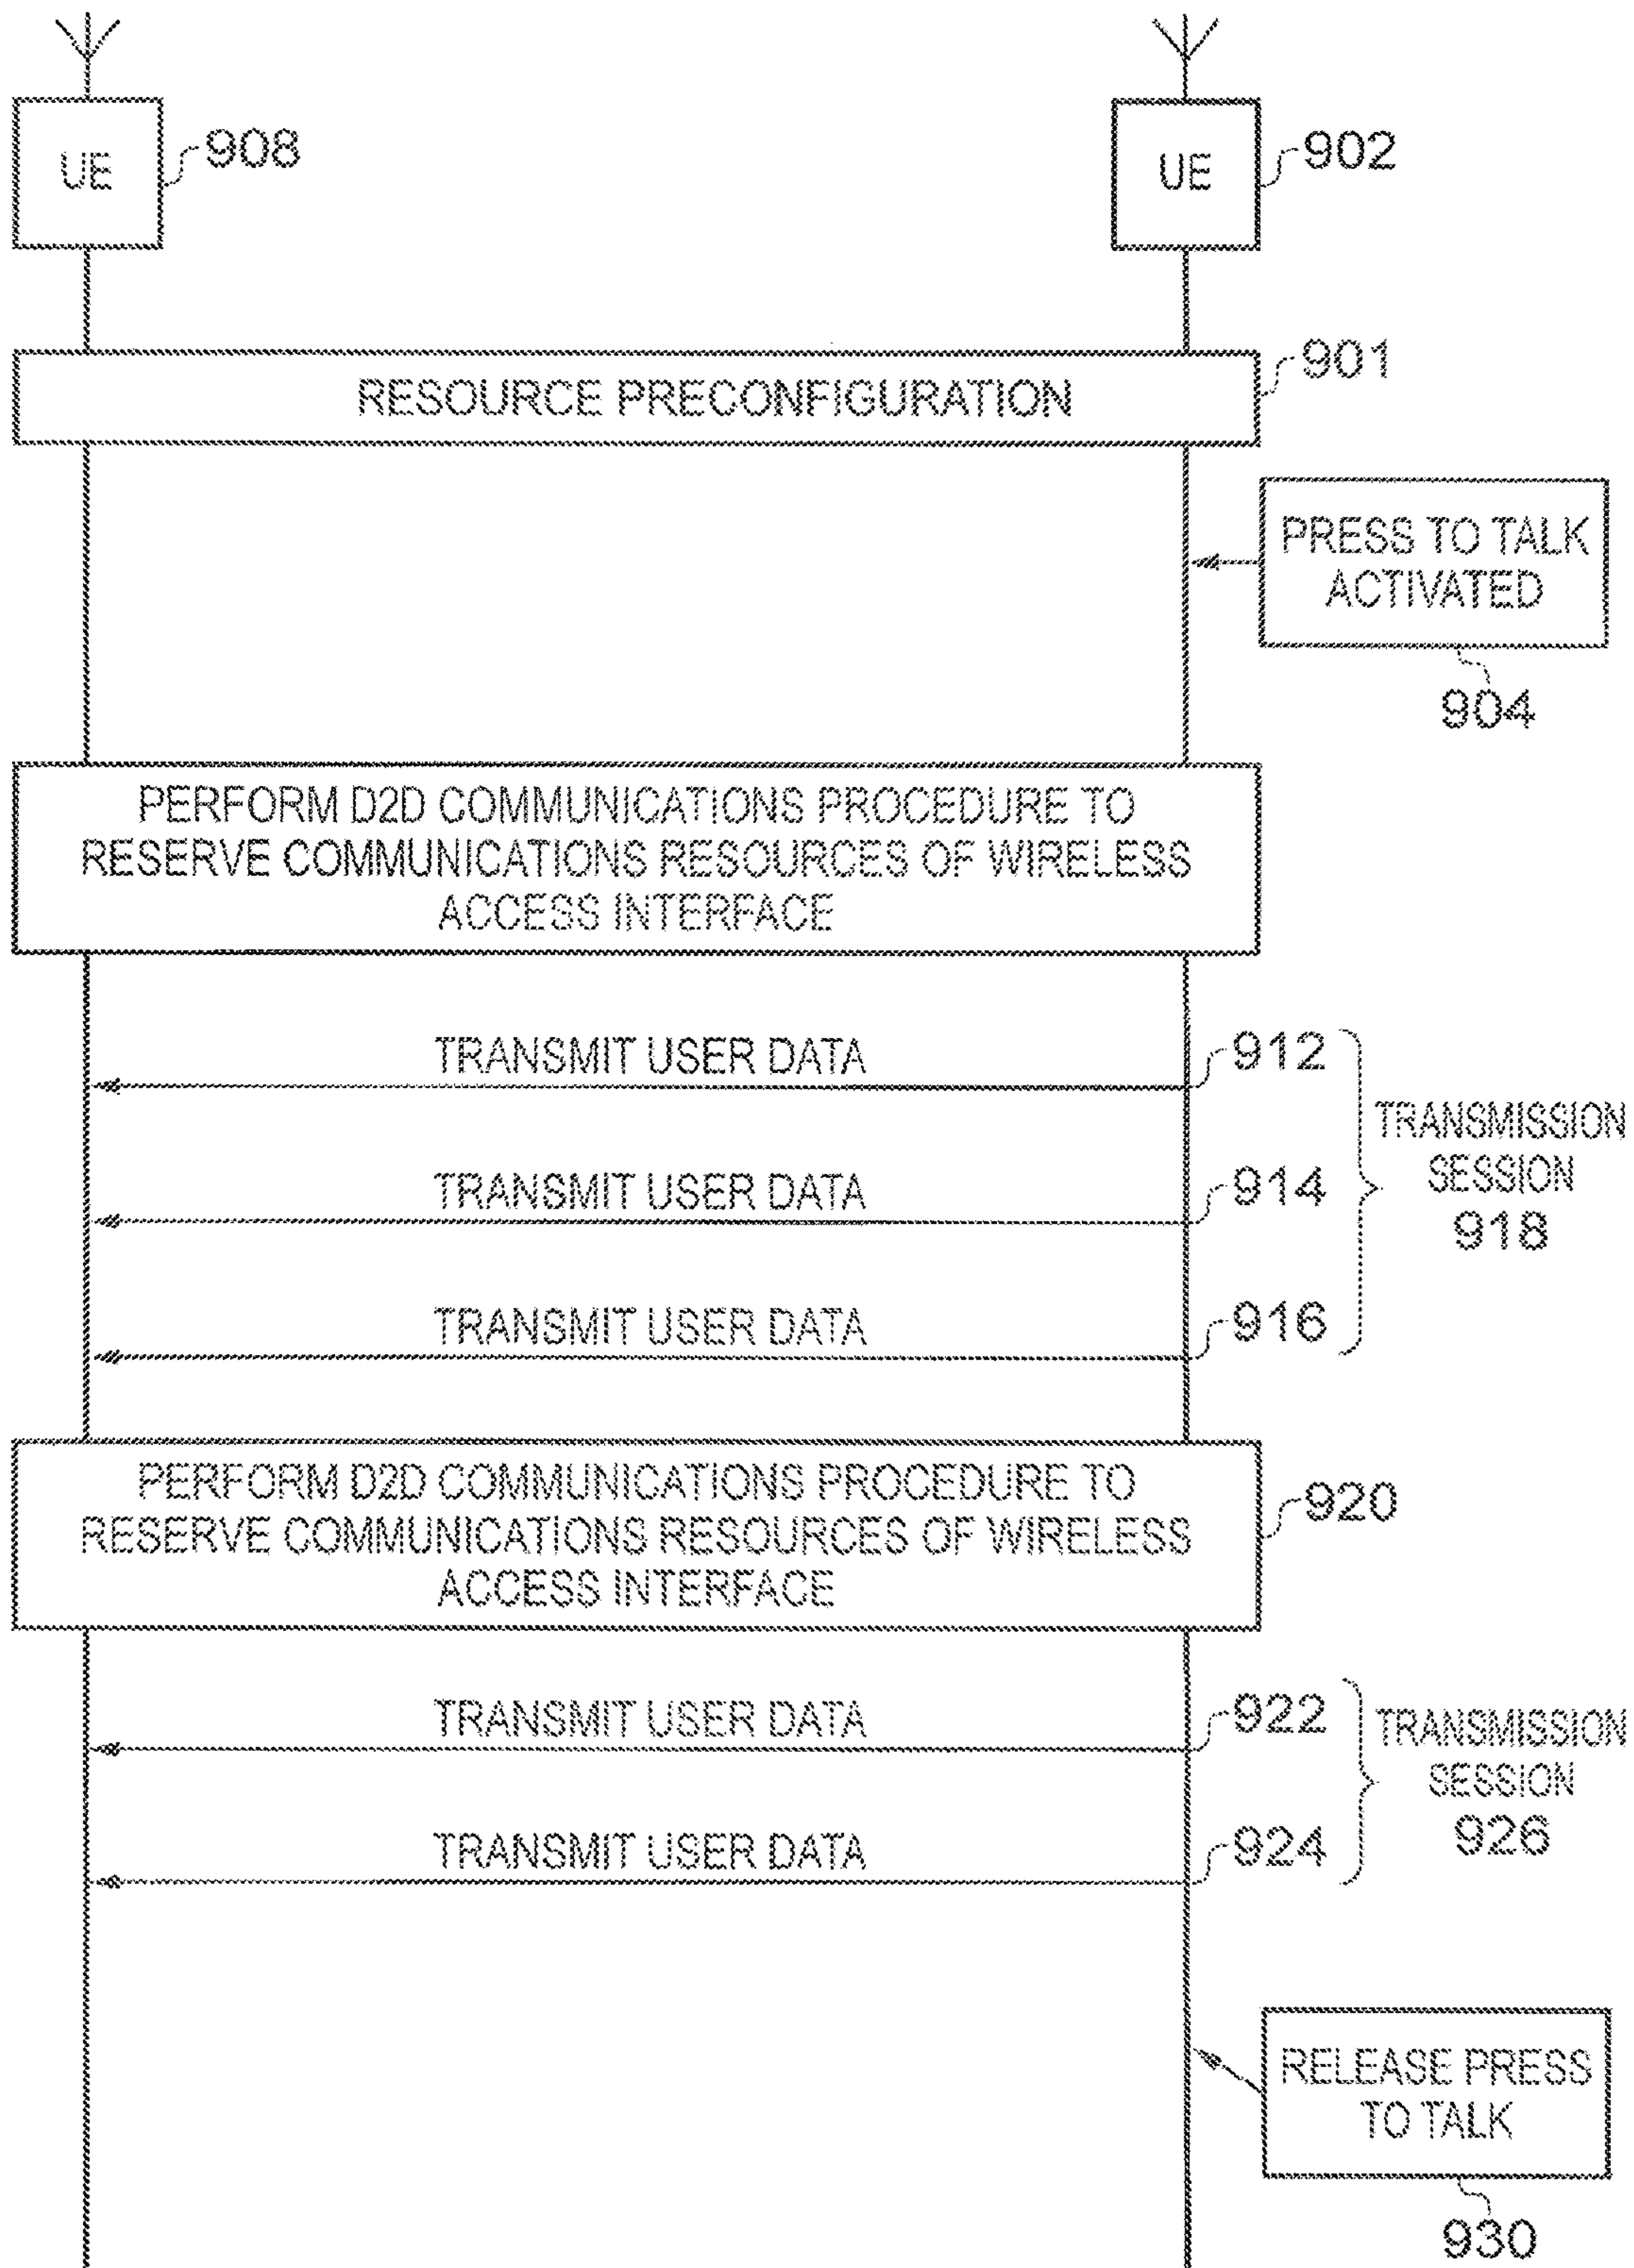 UE
908
UE
902
RESOURCE PRECONFIGURATION
901
PRESS TO TALK
ACTIVATED
904
PERFORM D2D COMMUNICATIONS PROCEDURE TO
RESERVE COMMUNICATIONS RESOURCES OF WIRELESS
ACCESS INTERFACE
TRANSMIT USER DATA
912
TRANSMIT USER DATA
914
TRANSMIT USER DATA
916
TRANSMISSION
SESSION
918
PERFORM D2D COMMUNICATIONS PROCEDURE TO
RESERVE COMMUNICATIONS RESOURCES OF WIRELESS
ACCESS INTERFACE
920
TRANSMIT USER DATA
922
TRANSMIT USER DATA
924
TRANSMISSION
SESSION
926
RELEASE PRESS
TO TALK
930